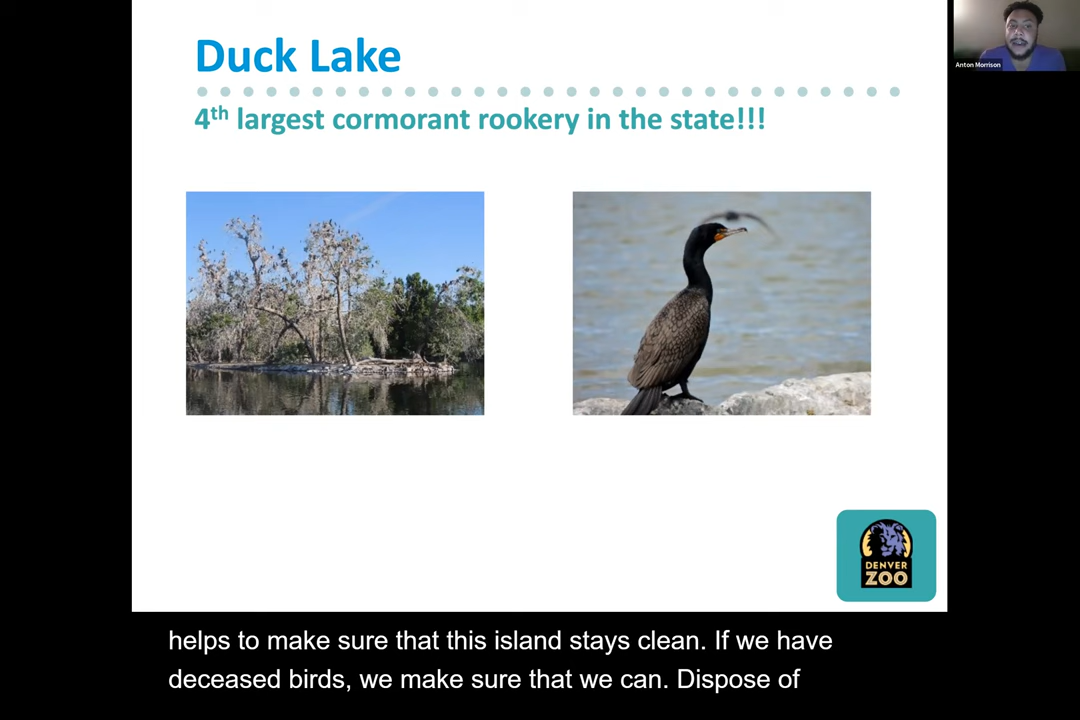 Duck Lake
4th largest cormorant rookery in the state!!!
Anton Morrison
DENVER
ZOO
helps to make sure that this island stays clean. If we have
deceased birds, we make sure that we can. Dispose of